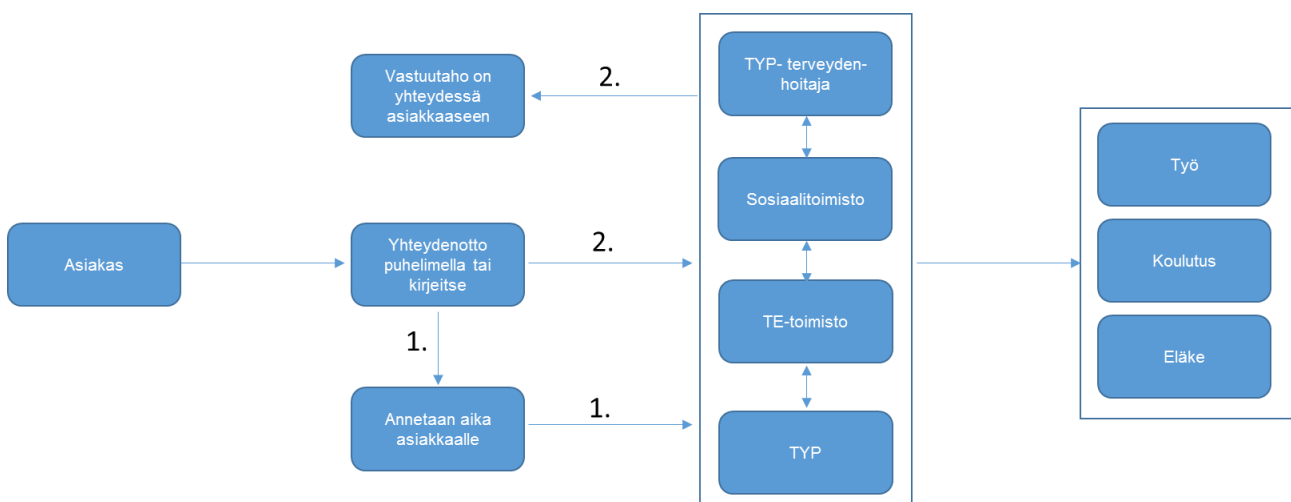 Asiakas
Yhteydenotto
puhelimella tai
kirjeitse
1.
Annetaan aika
asiakkaalle
1.
2.
2.
Vastuutaho on
yhteydessä
asiakkaaseen
TYP- terveyden-
hoitaja
Sosiaalitoimisto
TE-toimisto
TYP
Työ
Koulutus
Eläke